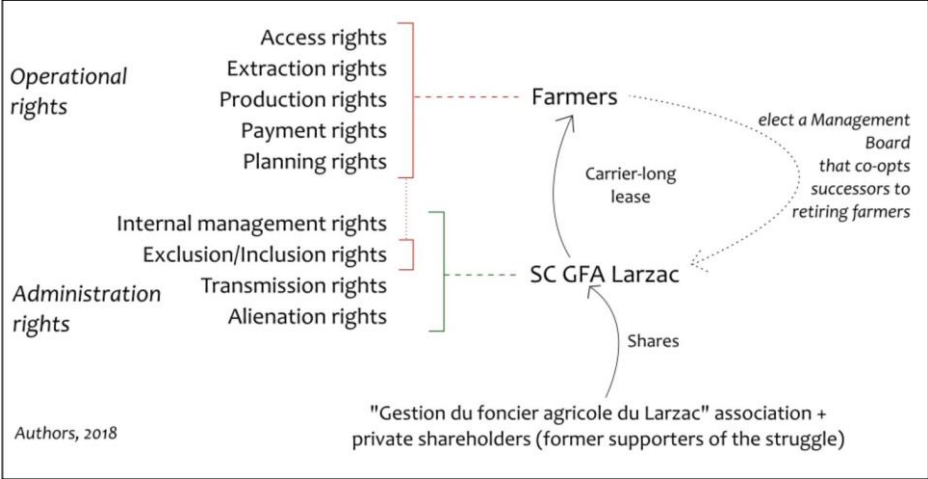 Operational
rights
Access rights
Extraction rights
Production rights
Payment rights
Planning rights
Administration
rights
Internal management rights
Exclusion/Inclusion rights
Transmission rights
Alienation rights
Farmers
elect a Management
Board
that co-opts
successors to
retiring farmers
Carrier-long
lease
SC GFA Larzac
Shares
"Gestion du foncier agricole du Larzac" association +
private shareholders (former supporters of the struggle)
Authors, 2018